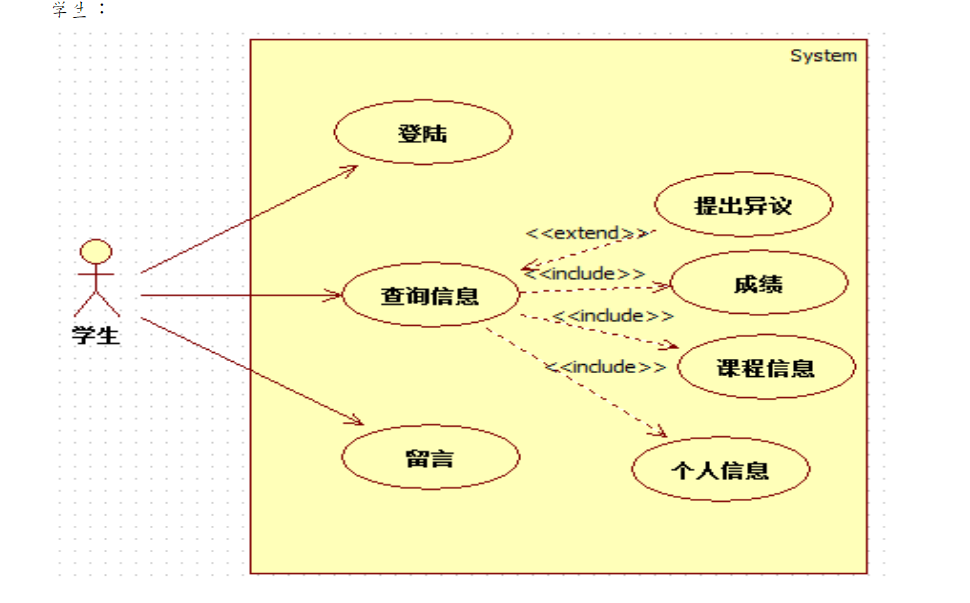 学生：
System
登陆
提出异议
<<extend>>
<<include>>
成绩
查询信息
<<include>>
学生
课程信息
<<include>>
留言
个人信息